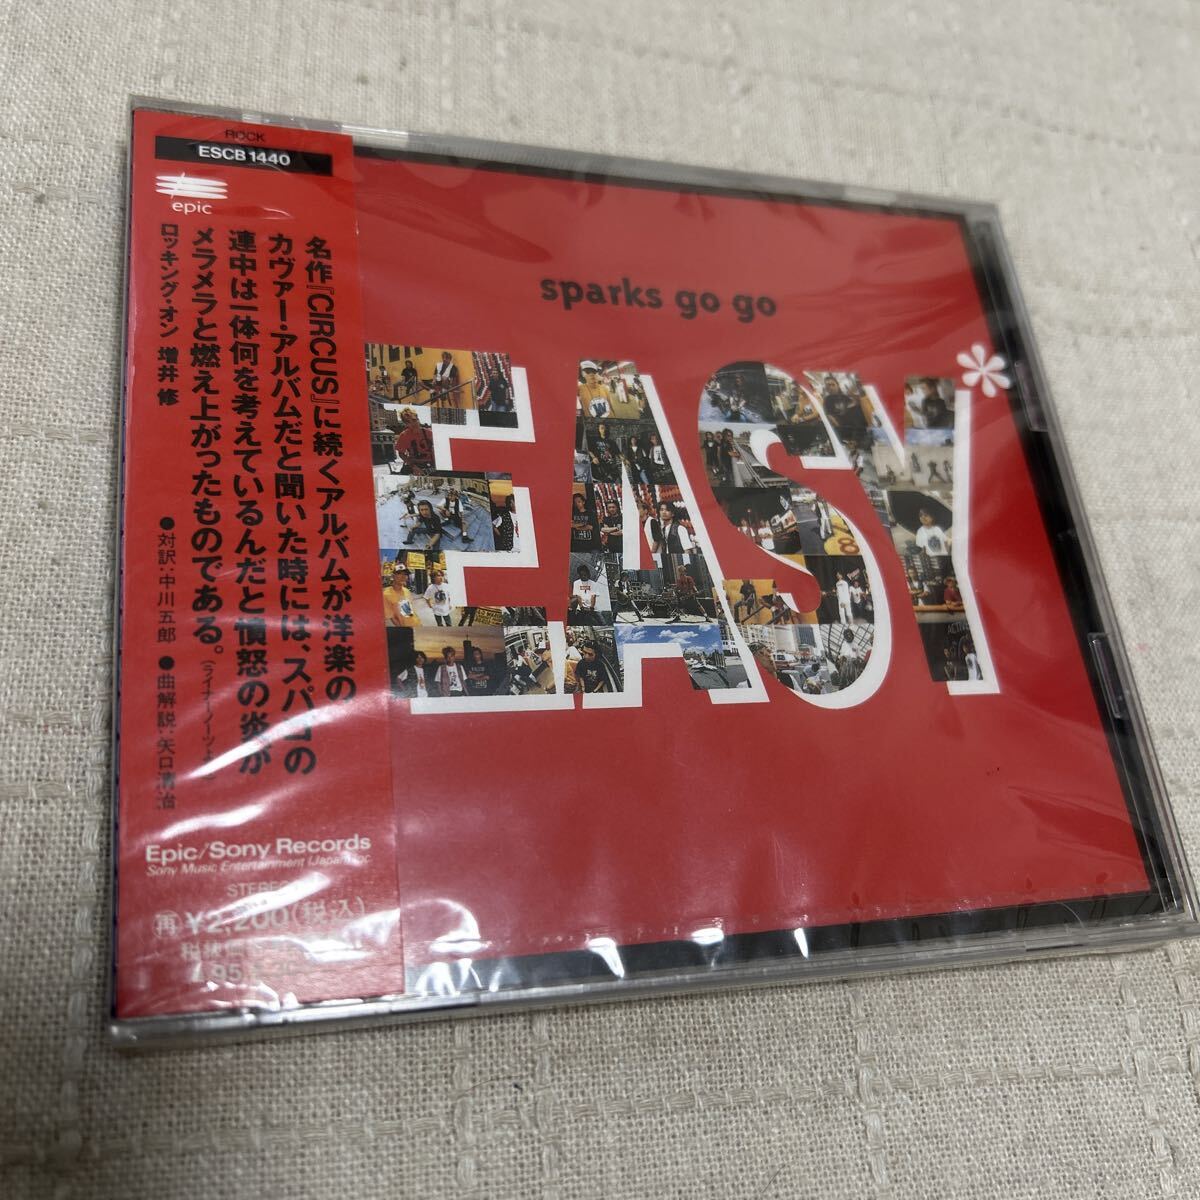 ROCK
ESCB 1440
epic
名作『CIRCUS』に続くアルバムが洋楽の
カヴァー・アルバムだと聞いた時には、スパゴの
連中は一体何を考えているんだと憤怒の炎が
メラメラと燃え上がったものである。
ロッキング・オン 増井 修
●対訳:中川五郎 ●曲解説:矢口清治
Epic/Sony Records
Sony Music Entertainment (Japan) Inc.
再 ¥2,200(税込)
sparks go go
EASY*